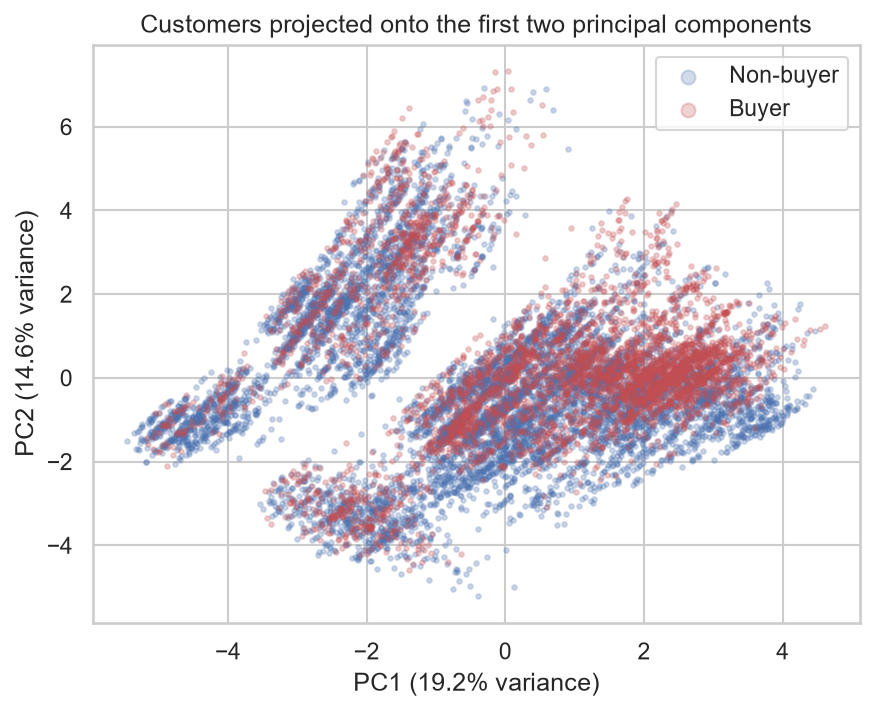 Customers projected onto the first two principal components
Non-buyer
Buyer
PC2 (14.6% variance)
6
4
2
0
−2
−4
−4
−2
0
2
4
PC1 (19.2% variance)